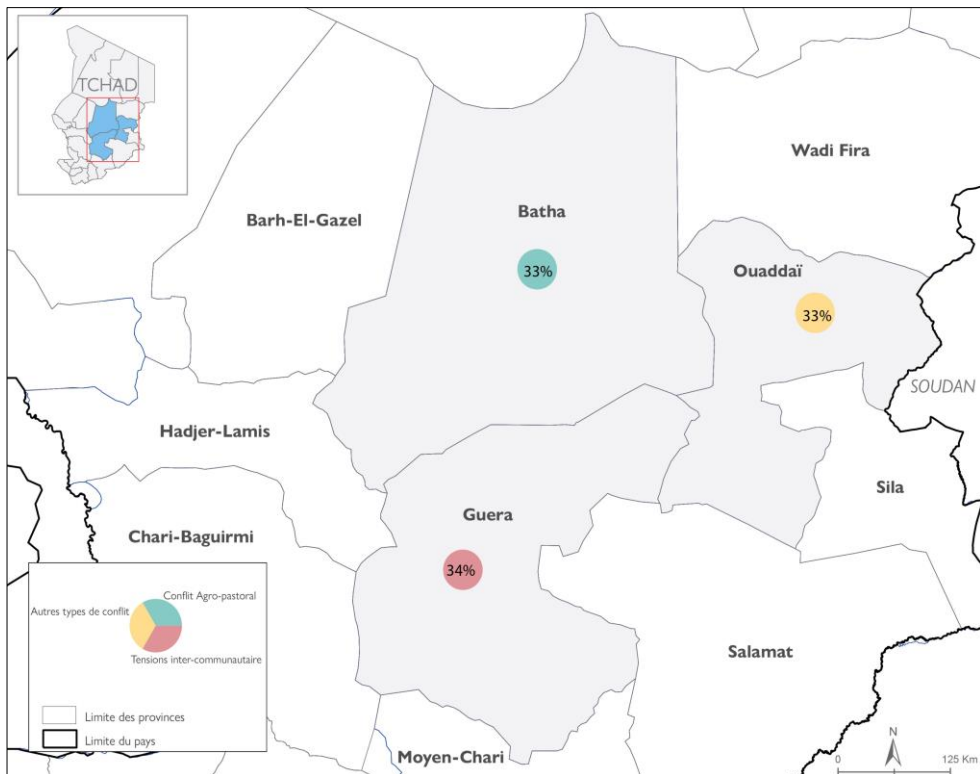 TCHAD
Wadi Fira
Batha
Barh-El-Gazel
Ouaddaï
33%
33%
SOUDAN
Hadjer-Lamis
Sila
Guera
Chari-Baguirmi
34%
Conflit Agro-pastoral
Autres types de conflit
Tensions inter-communautaire
Salamat
Limite des provinces
Limite du pays
Moyen-Chari
N
0 125 Km